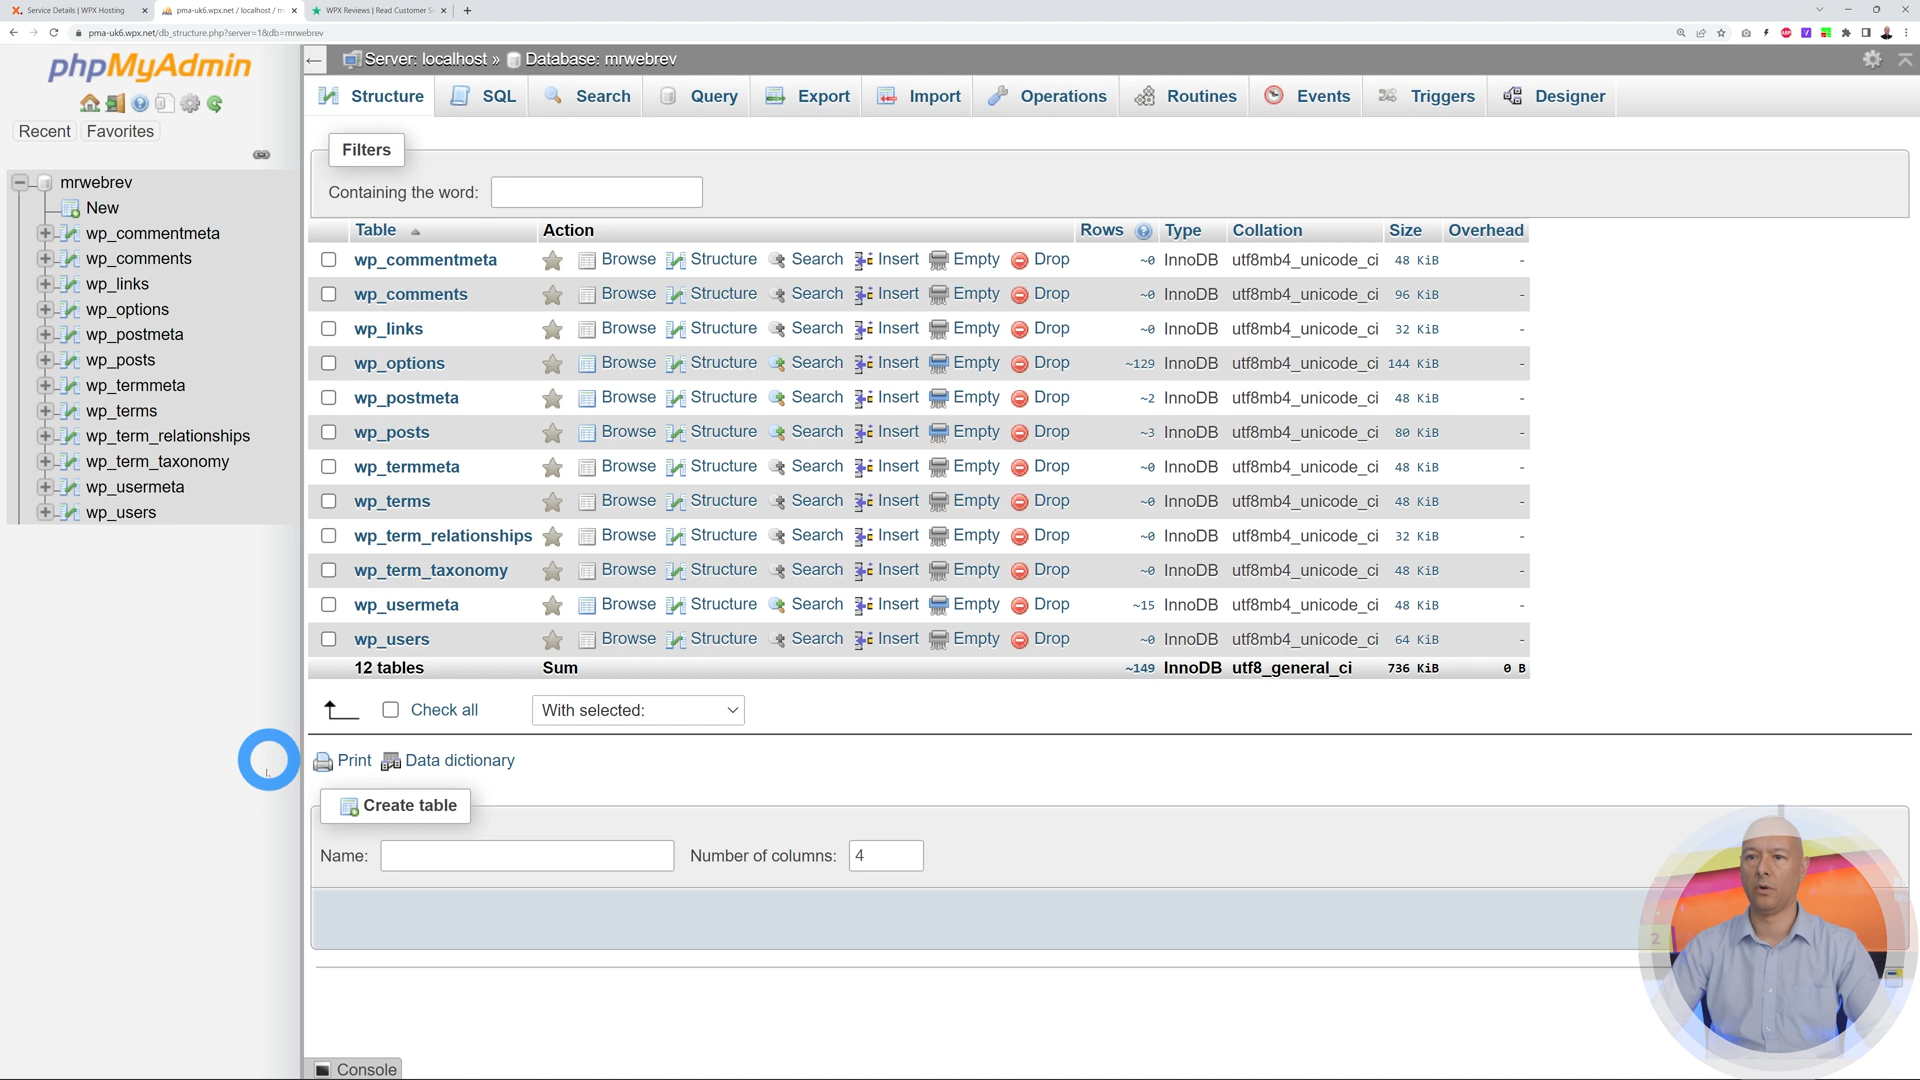 Service Details | WPX Hosting
pma-uk6.wpx.net / localhost / m
WPX Reviews | Read Customer S
pma-uk6.wpx.net/db_structure.php?server=1&db=mrwebrev
phpMyAdmin
Recent Favorites
mrwebrev
New
wp_commentmeta
wp_comments
wp_links
wp_options
wp_postmeta
wp_posts
wp_termmeta
wp_terms
wp_term_relationships
wp_term_taxonomy
wp_usermeta
wp_users
Server: localhost » Database: mrwebrev
Structure SQL Search Query Export Import Operations Routines Events Triggers Designer
Filters
Containing the word:
Table Action Rows Type Collation Size Overhead
wp_commentmeta Browse Structure Search Insert Empty Drop ~0 InnoDB utf8mb4_unicode_ci 48 KiB -
wp_comments Browse Structure Search Insert Empty Drop ~0 InnoDB utf8mb4_unicode_ci 96 KiB -
wp_links Browse Structure Search Insert Empty Drop ~0 InnoDB utf8mb4_unicode_ci 32 KiB -
wp_options Browse Structure Search Insert Empty Drop ~129 InnoDB utf8mb4_unicode_ci 144 KiB -
wp_postmeta Browse Structure Search Insert Empty Drop ~2 InnoDB utf8mb4_unicode_ci 48 KiB -
wp_posts Browse Structure Search Insert Empty Drop ~3 InnoDB utf8mb4_unicode_ci 80 KiB -
wp_termmeta Browse Structure Search Insert Empty Drop ~0 InnoDB utf8mb4_unicode_ci 48 KiB -
wp_terms Browse Structure Search Insert Empty Drop ~0 InnoDB utf8mb4_unicode_ci 48 KiB -
wp_term_relationships Browse Structure Search Insert Empty Drop ~0 InnoDB utf8mb4_unicode_ci 32 KiB -
wp_term_taxonomy Browse Structure Search Insert Empty Drop ~0 InnoDB utf8mb4_unicode_ci 48 KiB -
wp_usermeta Browse Structure Search Insert Empty Drop ~15 InnoDB utf8mb4_unicode_ci 48 KiB -
wp_users Browse Structure Search Insert Empty Drop ~0 InnoDB utf8mb4_unicode_ci 64 KiB -
12 tables Sum ~149 InnoDB utf8_general_ci 736 KiB 0 B
Check all With selected:
Print Data dictionary
Create table
Name: Number of columns: 4
2
Console